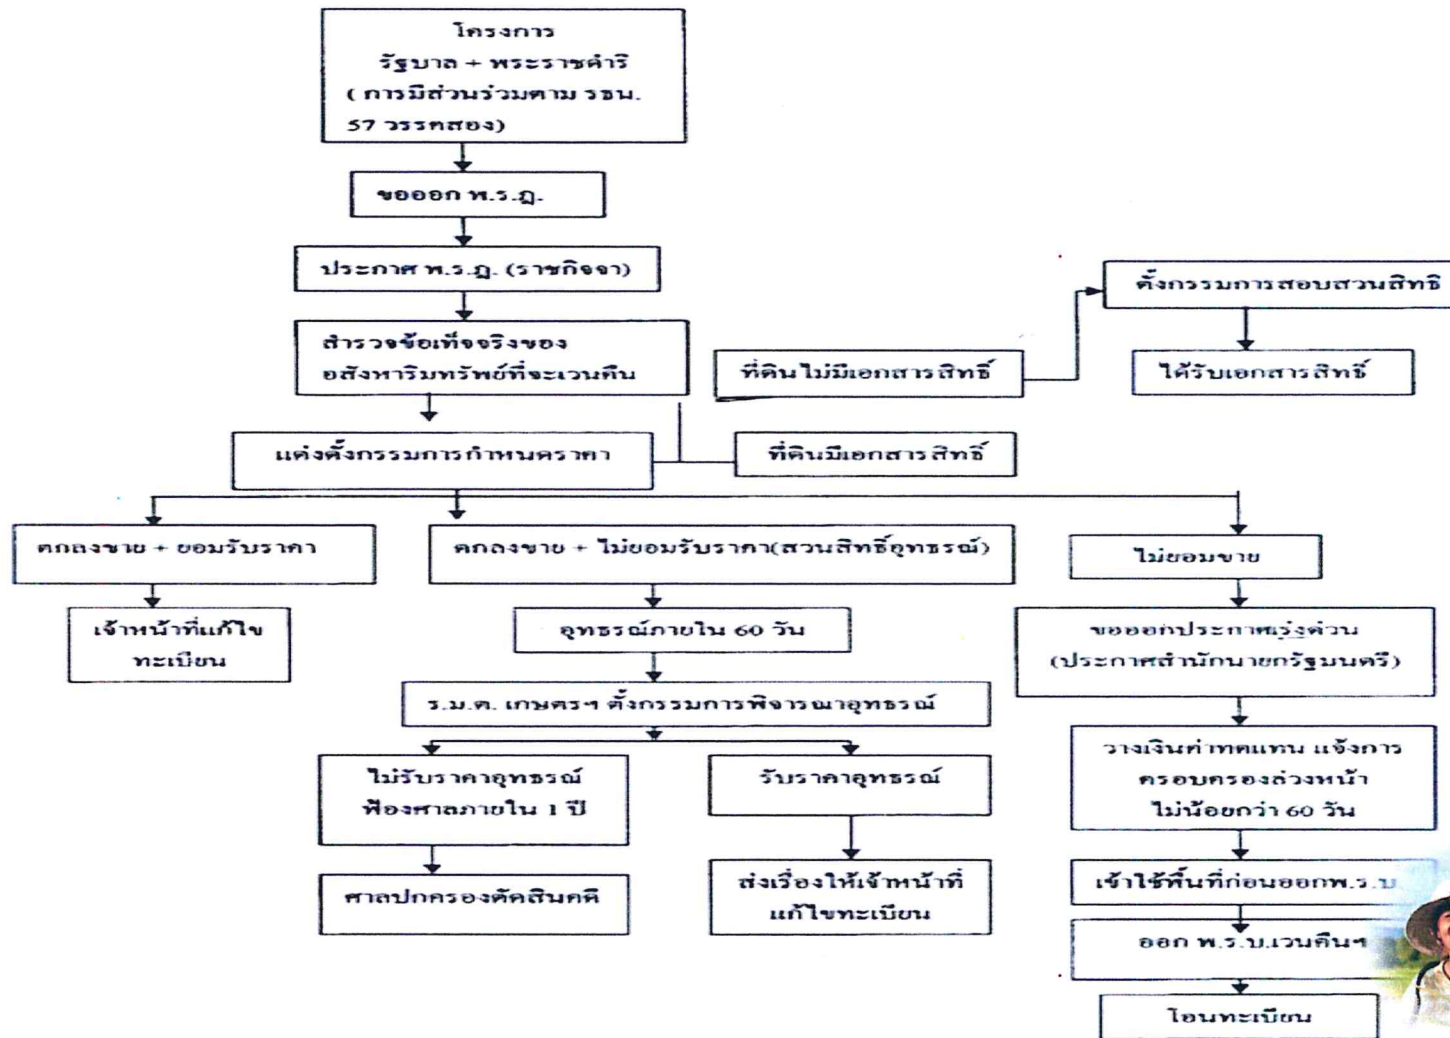 โครงการ
รัฐบาล + พระราชดำริ
( การมีส่วนร่วมตาม รธน.
57 วรรคสอง)
ขอออก พ.ร.ฎ.
ประกาศ พ.ร.ฎ. (ราชกิจจา)
สำรวจข้อเท็จจริงของ
อสังหาริมทรัพย์ที่จะเวนคืน
ที่ดินไม่มีเอกสารสิทธิ์
ตั้งกรรมการสอบสวนสิทธิ
ได้รับเอกสารสิทธิ์
แต่งตั้งกรรมการกำหนดราคา
ที่ดินมีเอกสารสิทธิ์
ตกลงขาย + ยอมรับราคา
ตกลงขาย + ไม่ยอมรับราคา(สวนสิทธิ์อุทธรณ์)
ไม่ยอมขาย
เจ้าหน้าที่แก้ไข
ทะเบียน
อุทธรณ์ภายใน 60 วัน
ขอออกประกาศเร่งด่วน
(ประกาศสำนักนายกรัฐมนตรี)
ร.ม.ต. เกษตรฯ ตั้งกรรมการพิจารณาอุทธรณ์
ไม่รับราคาอุทธรณ์
ฟ้องศาลภายใน 1 ปี
รับราคาอุทธรณ์
วางเงินค่าทดแทน แจ้งการ
ครอบครองล่วงหน้า
ไม่น้อยกว่า 60 วัน
ศาลปกครองตัดสินคดี
ส่งเรื่องให้เจ้าหน้าที่
แก้ไขทะเบียน
เข้าใช้พื้นที่ก่อนออกพ.ร.บ.
ออก พ.ร.บ.เวนคืนฯ
โอนทะเบียน